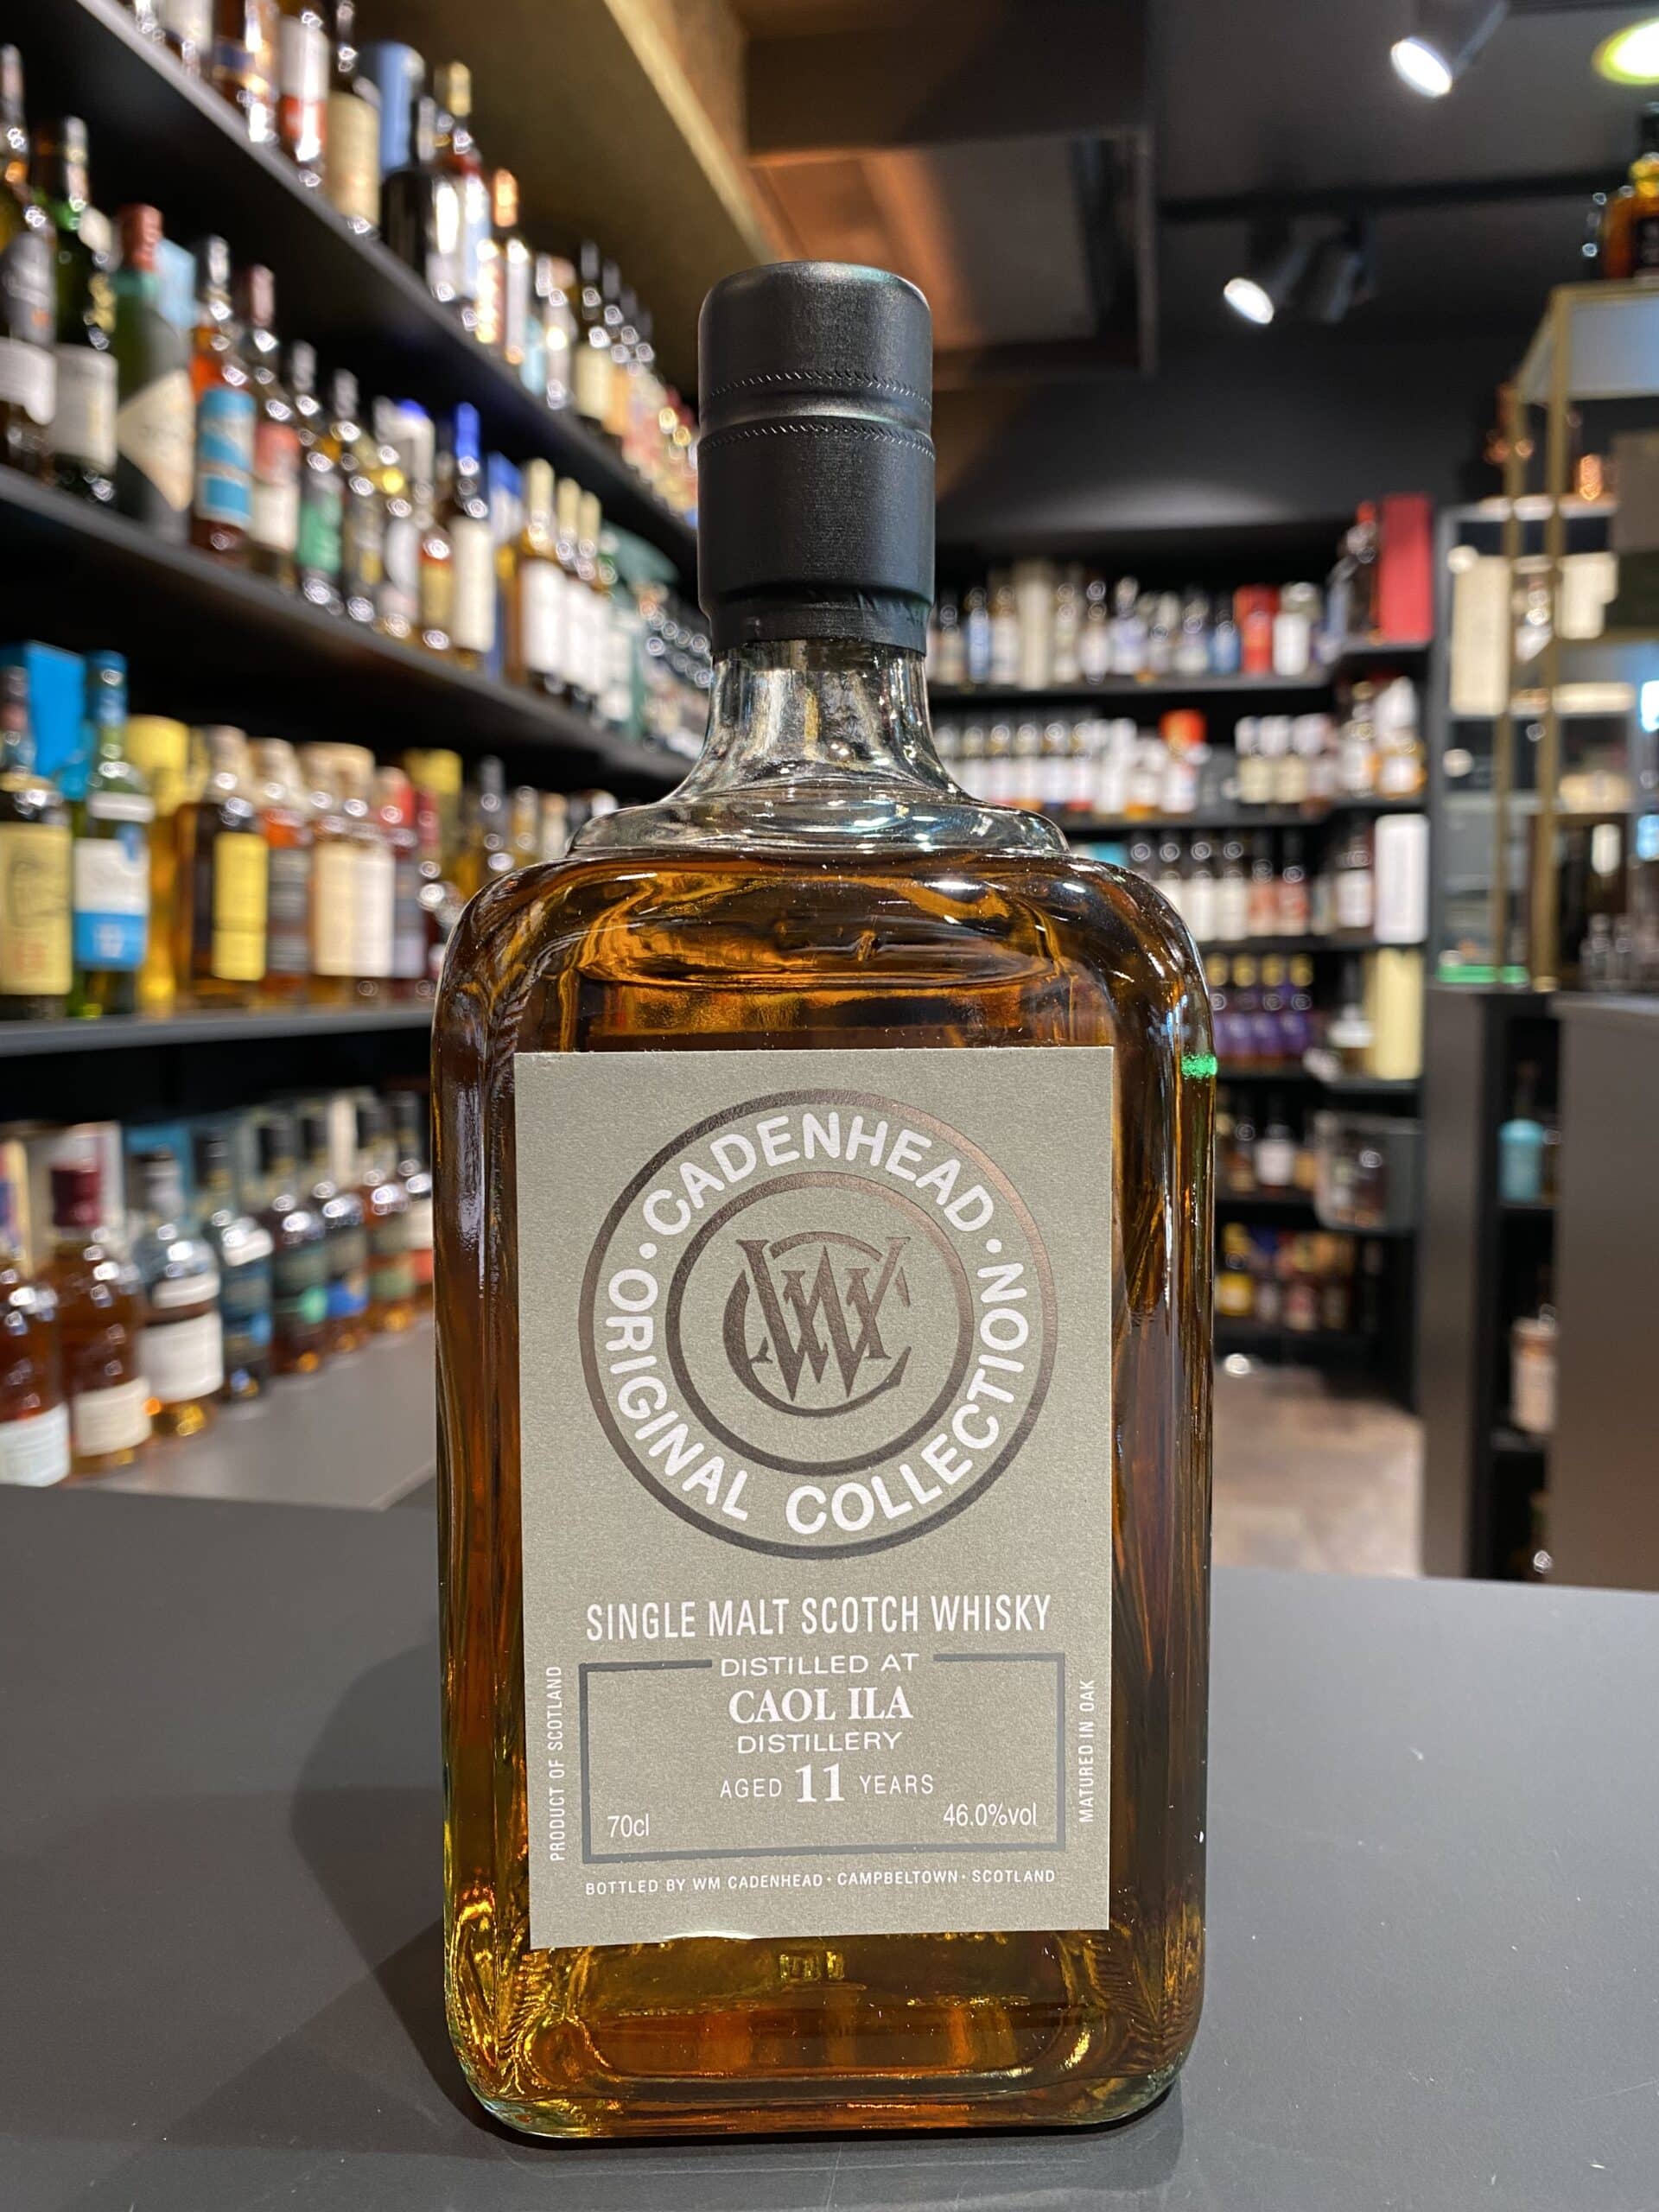 · CADENHEAD ·
ORIGINAL COLLECTION
WC
SINGLE MALT SCOTCH WHISKY
DISTILLED AT
CAOL ILA
DISTILLERY
AGED 11 YEARS
70cl
46.0%vol
PRODUCT OF SCOTLAND
MATURED IN OAK
BOTTLED BY WM CADENHEAD · CAMPBELTOWN · SCOTLAND